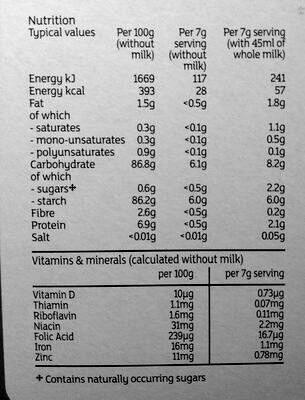 Nutrition
Typical values Per 100g Per 7g Per 7g serving
(without serving (with 45ml of
milk) (without whole milk)
milk)
Energy kJ 1669 117 241
Energy kcal 393 28 57
Fat 1.5g <0.5g 1.8g
of which
- saturates 0.3g <0.1g 1.1g
- mono-unsaturates 0.3g <0.1g 0.5g
- polyunsaturates 0.9g <0.1g 0.1g
Carbohydrate 86.8g 6.1g 8.2g
of which
- sugars+ 0.6g <0.5g 2.2g
- starch 86.2g 6.0g 6.0g
Fibre 2.6g <0.5g 0.2g
Protein 6.9g <0.5g 2.1g
Salt <0.01g <0.01g 0.05g
Vitamins & minerals (calculated without milk)
per 100g per 7g serving
Vitamin D 10µg 0.73µg
Thiamin 1.1mg 0.07mg
Riboflavin 1.6mg 0.11mg
Niacin 31mg 2.2mg
Folic Acid 239µg 16.7µg
Iron 16mg 1.1mg
Zinc 11mg 0.78mg
+ Contains naturally occurring sugars